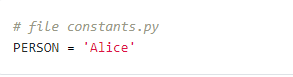 # file constants.py
PERSON = 'Alice'